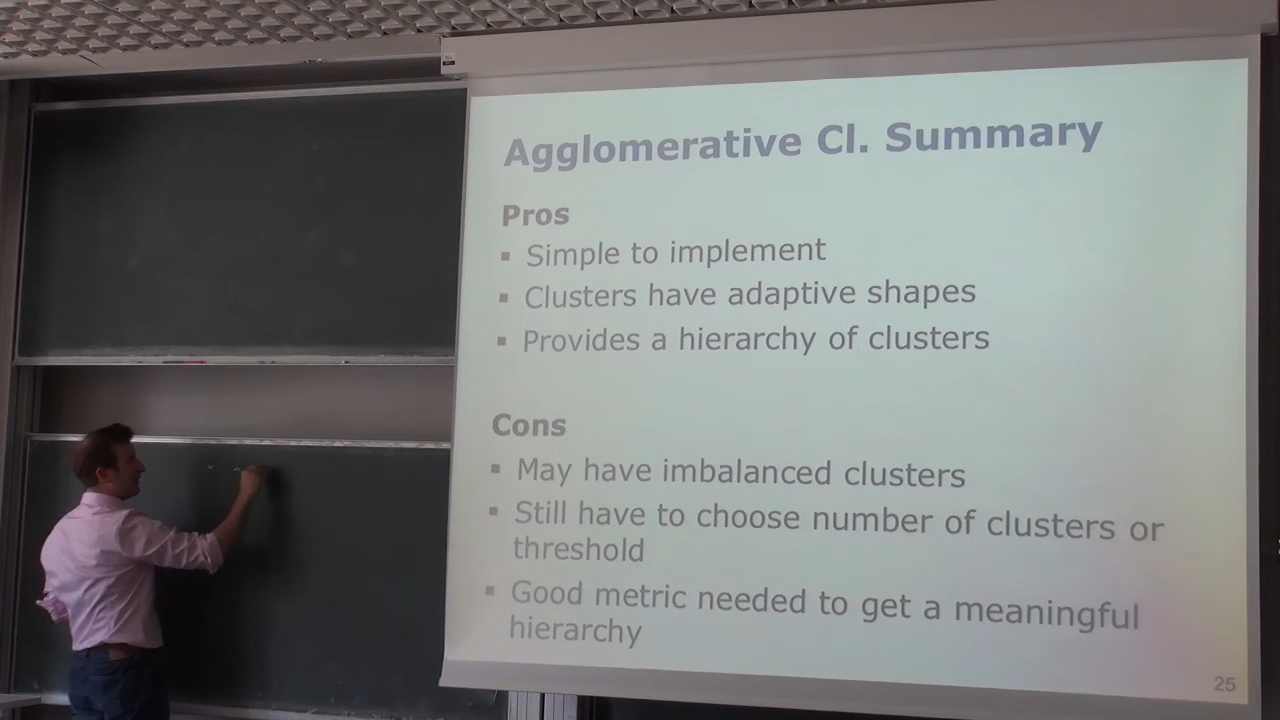 Agglomerative Cl. Summary
Pros
▪ Simple to implement
▪ Clusters have adaptive shapes
▪ Provides a hierarchy of clusters
Cons
▪ May have imbalanced clusters
▪ Still have to choose number of clusters or
threshold
▪ Good metric needed to get a meaningful
hierarchy
25